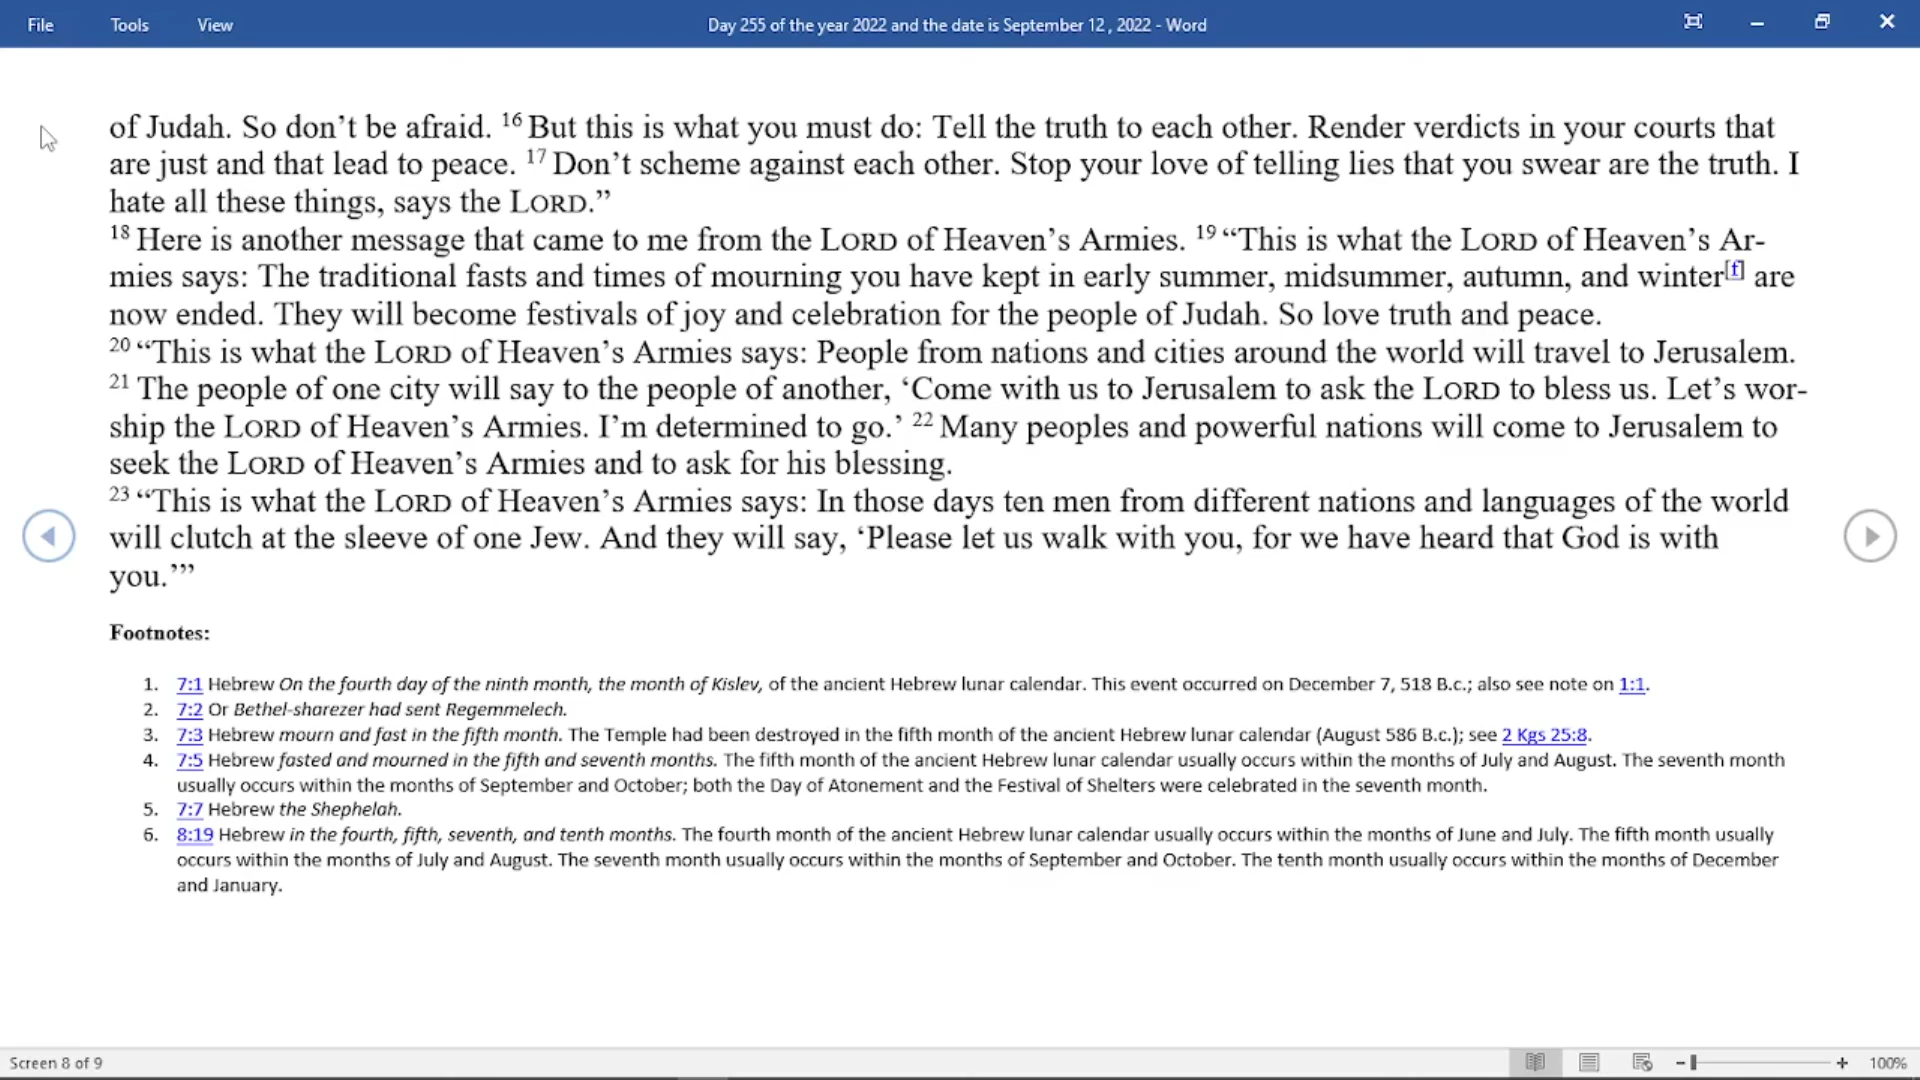 File Tools View Day 255 of the year 2022 and the date is September 12 , 2022 - Word
of Judah. So don’t be afraid. 16 But this is what you must do: Tell the truth to each other. Render verdicts in your courts that
are just and that lead to peace. 17 Don’t scheme against each other. Stop your love of telling lies that you swear are the truth. I
hate all these things, says the LORD.”
18 Here is another message that came to me from the LORD of Heaven’s Armies. 19 “This is what the LORD of Heaven’s Ar-
mies says: The traditional fasts and times of mourning you have kept in early summer, midsummer, autumn, and winter[f] are
now ended. They will become festivals of joy and celebration for the people of Judah. So love truth and peace.
20 “This is what the LORD of Heaven’s Armies says: People from nations and cities around the world will travel to Jerusalem.
21 The people of one city will say to the people of another, ‘Come with us to Jerusalem to ask the LORD to bless us. Let’s wor-
ship the LORD of Heaven’s Armies. I’m determined to go.’ 22 Many peoples and powerful nations will come to Jerusalem to
seek the LORD of Heaven’s Armies and to ask for his blessing.
23 “This is what the LORD of Heaven’s Armies says: In those days ten men from different nations and languages of the world
will clutch at the sleeve of one Jew. And they will say, ‘Please let us walk with you, for we have heard that God is with
you.’”
Footnotes:
1. 7:1 Hebrew On the fourth day of the ninth month, the month of Kislev, of the ancient Hebrew lunar calendar. This event occurred on December 7, 518 B.C.; also see note on 1:1.
2. 7:2 Or Bethel-sharezer had sent Regemmelech.
3. 7:3 Hebrew mourn and fast in the fifth month. The Temple had been destroyed in the fifth month of the ancient Hebrew lunar calendar (August 586 B.C.); see 2 Kgs 25:8.
4. 7:5 Hebrew fasted and mourned in the fifth and seventh months. The fifth month of the ancient Hebrew lunar calendar usually occurs within the months of July and August. The seventh month
usually occurs within the months of September and October; both the Day of Atonement and the Festival of Shelters were celebrated in the seventh month.
5. 7:7 Hebrew the Shephelah.
6. 8:19 Hebrew in the fourth, fifth, seventh, and tenth months. The fourth month of the ancient Hebrew lunar calendar usually occurs within the months of June and July. The fifth month usually
occurs within the months of July and August. The seventh month usually occurs within the months of September and October. The tenth month usually occurs within the months of December
and January.
Screen 8 of 9 100%